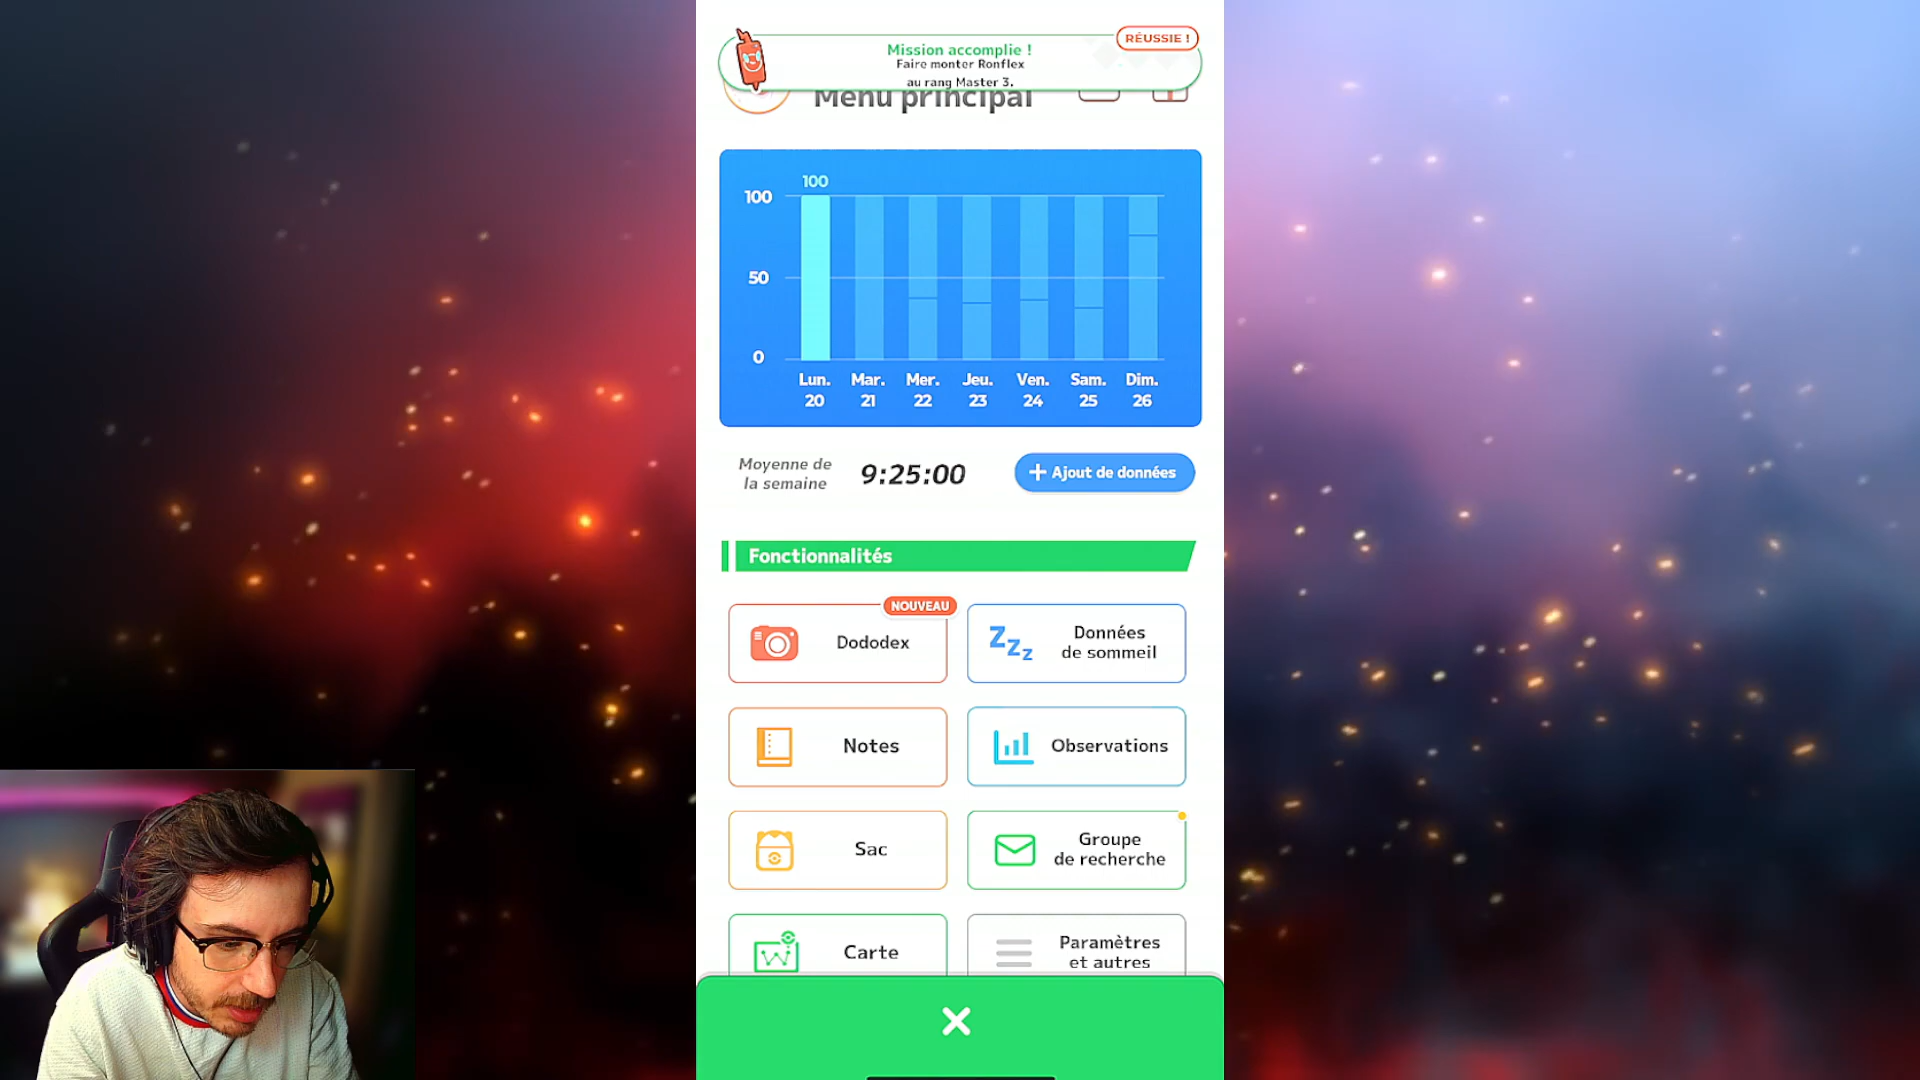 RÉUSSIE !
Mission accomplie !
Faire monter Ronflex
au rang Master 3.
Menu principal
100
100
50
0
Lun. Mar. Mer. Jeu. Ven. Sam. Dim.
20 21 22 23 24 25 26
Moyenne de
la semaine
9:25:00
+ Ajout de données
Fonctionnalités
NOUVEAU
Dododex
Zzz
Données
de sommeil
Notes
Observations
Sac
Groupe
de recherche
Carte
Paramètres
et autres